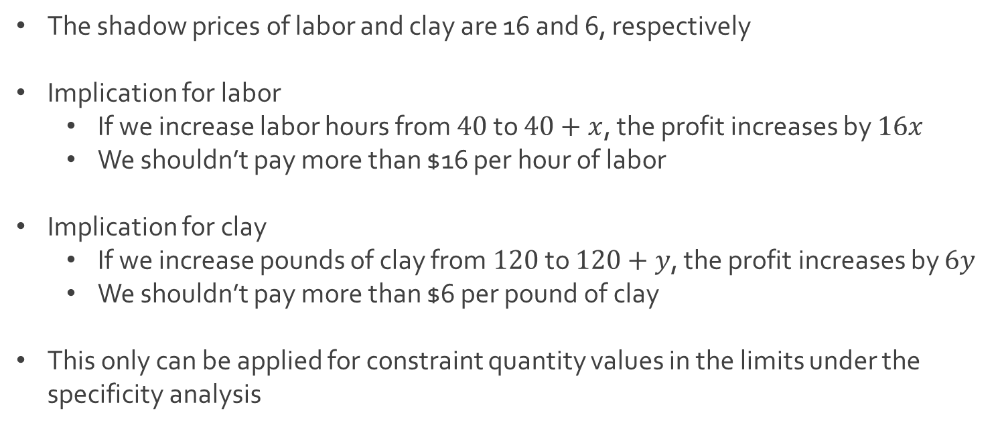 • The shadow prices of labor and clay are 16 and 6, respectively
• Implication for labor
• If we increase labor hours from 40 to 40 + x, the profit increases by 16x
• We shouldn't pay more than $16 per hour of labor
• Implication for clay
• If we increase pounds of clay from 120 to 120 + y, the profit increases by 6y
• We shouldn't pay more than $6 per pound of clay
• This only can be applied for constraint quantity values in the limits under the
specificity analysis